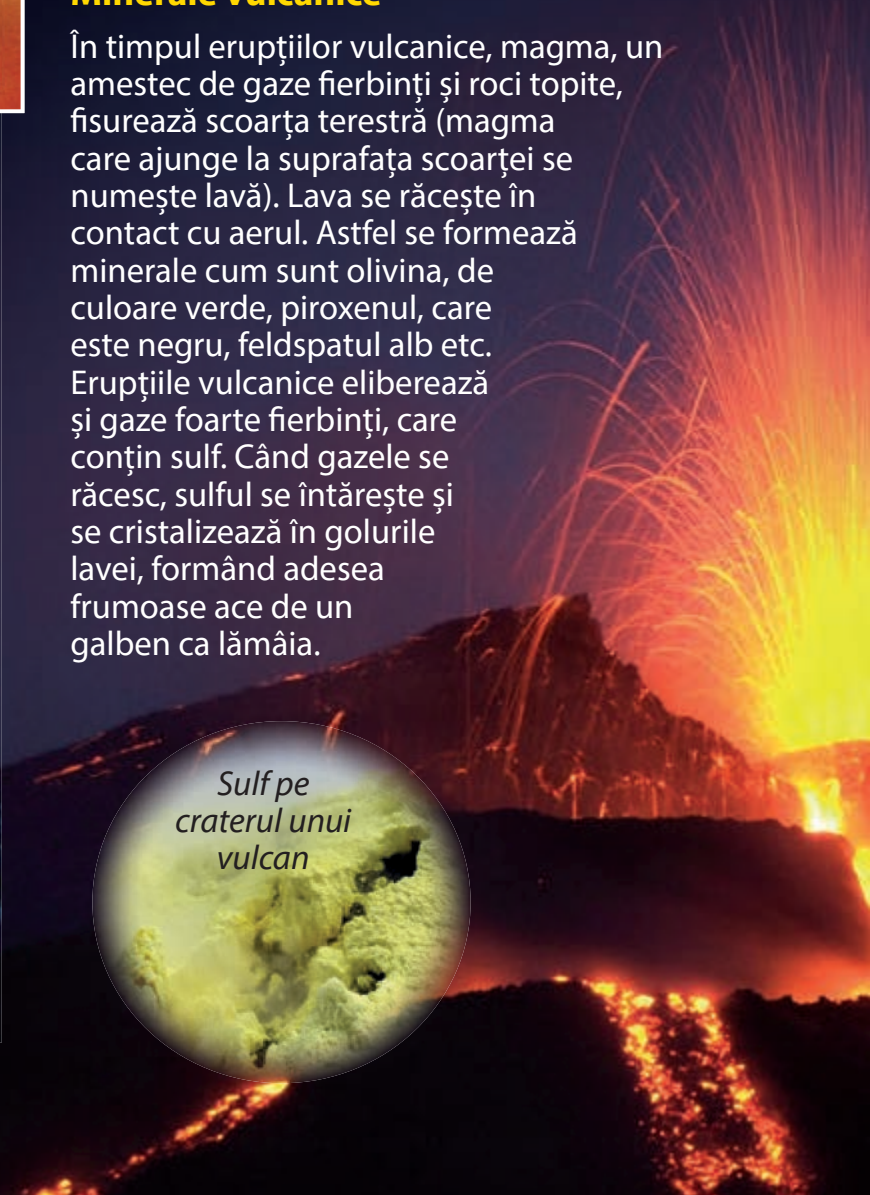 Minerale vulcanice
În timpul erupțiilor vulcanice, magma, un
amestec de gaze fierbinți și roci topite,
fisurează scoarța terestră (magma
care ajunge la suprafața scoarței se
numește lavă). Lava se răcește în
contact cu aerul. Astfel se formează
minerale cum sunt olivina, de
culoare verde, piroxenul, care
este negru, feldspatul alb etc.
Erupțiile vulcanice eliberează
și gaze foarte fierbinți, care
conțin sulf. Când gazele se
răcesc, sulful se întărește și
se cristalizează în golurile
lavei, formând adesea
frumoase ace de un
galben ca lămâia.
Sulf pe
craterul unui
vulcan